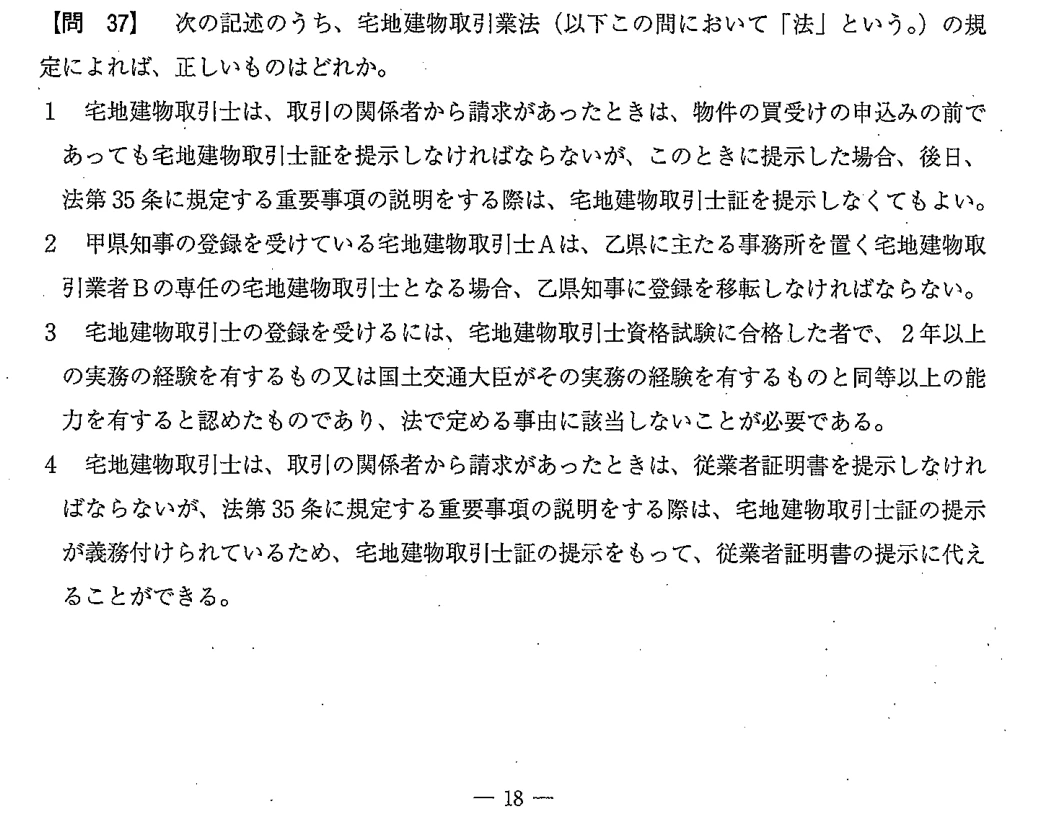 【問　37】　次の記述のうち、宅地建物取引業法（以下この問において「法」という。）の規
定によれば、正しいものはどれか。
1　宅地建物取引士は、取引の関係者から請求があったときは、物件の買受けの申込みの前で
あっても宅地建物取引士証を提示しなければならないが、このときに提示した場合、後日、
法第35条に規定する重要事項の説明をする際は、宅地建物取引士証を提示しなくてもよい。
2　甲県知事の登録を受けている宅地建物取引士Aは、乙県に主たる事務所を置く宅地建物取
引業者Bの専任の宅地建物取引士となる場合、乙県知事に登録を移転しなければならない。
3　宅地建物取引士の登録を受けるには、宅地建物取引士資格試験に合格した者で、2年以上
の実務の経験を有するもの又は国土交通大臣がその実務の経験を有するものと同等以上の能
力を有すると認めたものであり、法で定める事由に該当しないことが必要である。
4　宅地建物取引士は、取引の関係者から請求があったときは、従業者証明書を提示しなけれ
ばならないが、法第35条に規定する重要事項の説明をする際は、宅地建物取引士証の提示
が義務付けられているため、宅地建物取引士証の提示をもって、従業者証明書の提示に代え
ることができる。
― 18 ―